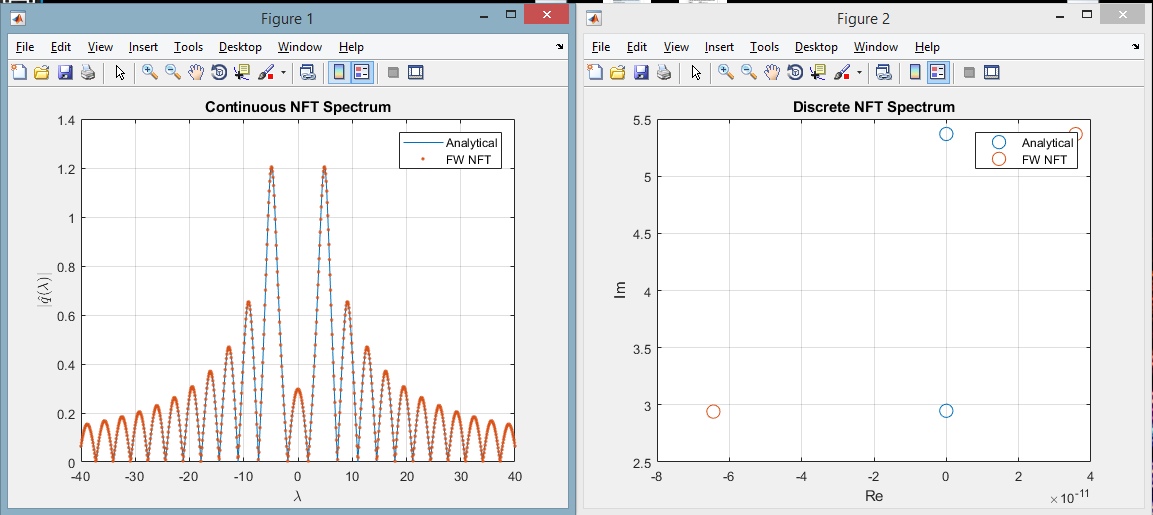 Figure 1
File Edit View Insert Tools Desktop Window Help
Continuous NFT Spectrum
1.4
1.2
1
0.8
0.6
0.4
0.2
0
|q̂(λ)|
Analytical
FW NFT
-40 -30 -20 -10 0 10 20 30 40
λ
Figure 2
File Edit View Insert Tools Desktop Window Help
Discrete NFT Spectrum
5.5
5
4.5
4
3.5
3
2.5
Im
Analytical
FW NFT
-8 -6 -4 -2 0 2 4
Re
×10-11